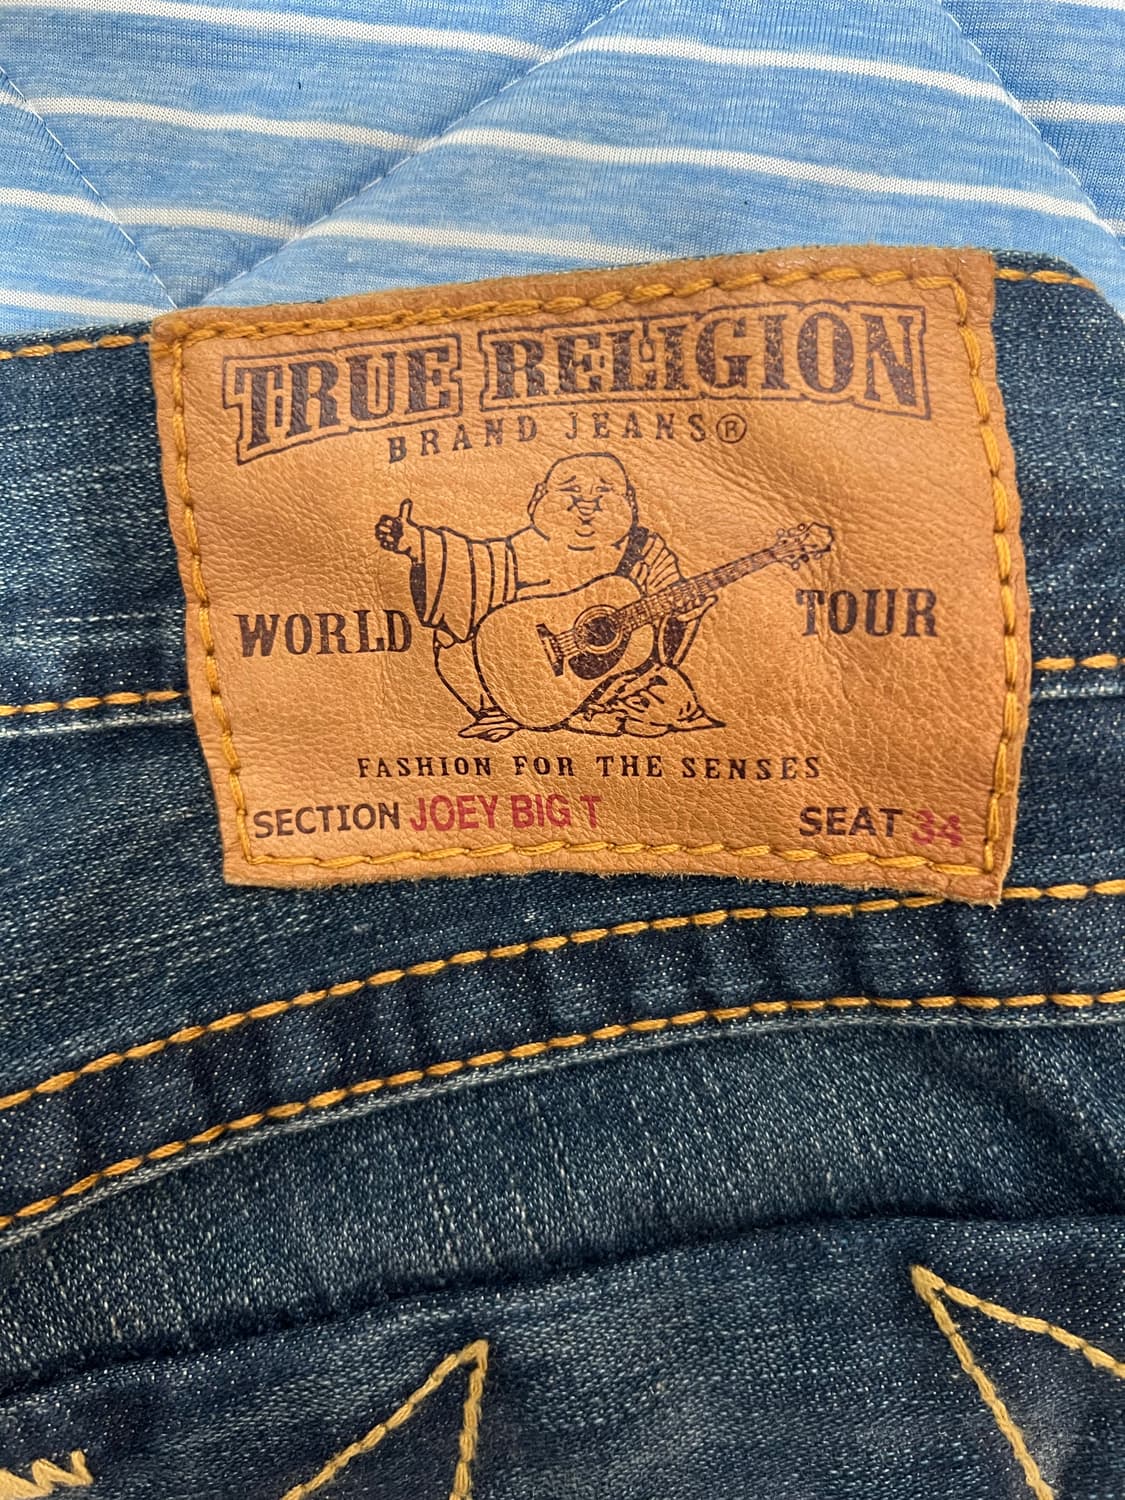 TRUE RELIGION
BRAND JEANS®
WORLD TOUR
FASHION FOR THE SENSES
SECTION JOEY BIG T SEAT 34